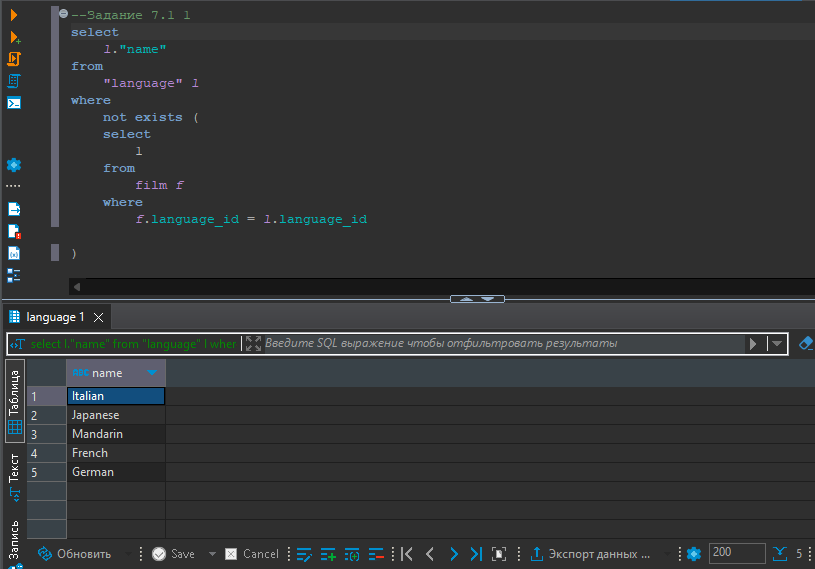 --Задание 7.1 1
select
l."name"
from
"language" l
where
not exists (
select
1
from
film f
where
f.language_id = l.language_id
)
language 1
select l."name" from "language" l wher
Введите SQL выражение чтобы отфильтровать результаты
Таблица
Текст
Запись
name
1 Italian
2 Japanese
3 Mandarin
4 French
5 German
Обновить
Save
Cancel
Экспорт данных ...
200
5